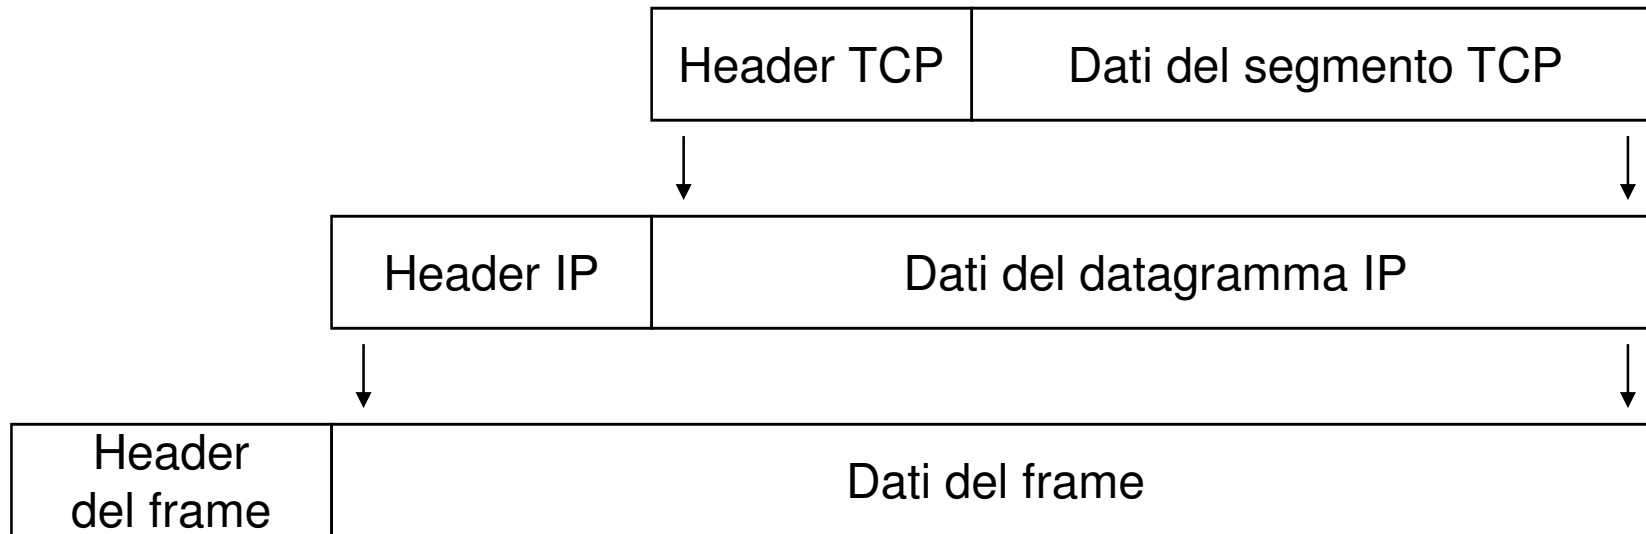 Header TCP
Dati del segmento TCP
Header IP
Dati del datagramma IP
Header
del frame
Dati del frame